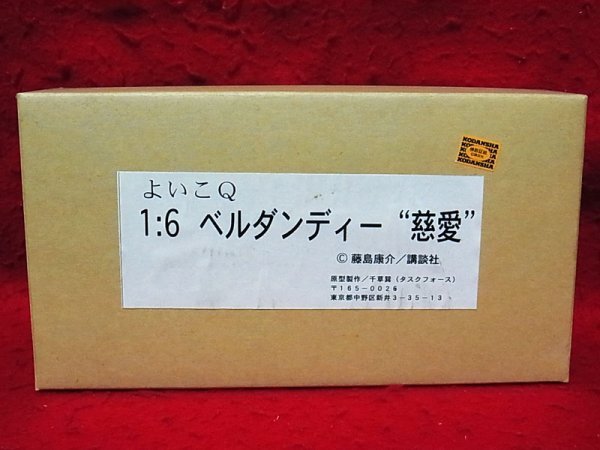 KODANSHA
KODANSHA
よいこQ
1:6 ベルダンディー “慈愛”
© 藤島康介／講談社
原型製作／千草巽（タスクフォース）
〒165-0026
東京都中野区新井3-35-13